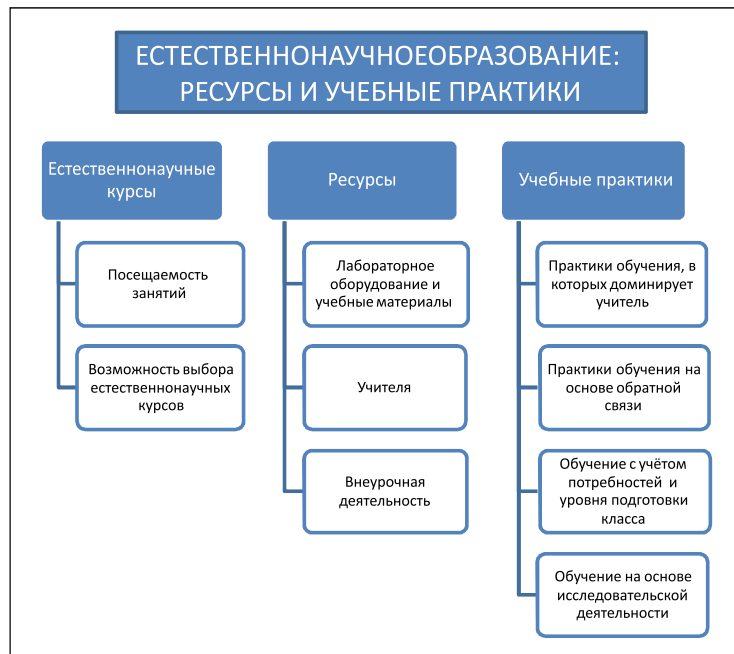 ЕСТЕСТВЕННОНАУЧНОЕОБРАЗОВАНИЕ:
РЕСУРСЫ И УЧЕБНЫЕ ПРАКТИКИ
Естественнонаучные
курсы
Посещаемость
занятий
Возможность выбора
естественнонаучных
курсов
Ресурсы
Лабораторное
оборудование и
учебные материалы
Учителя
Внеурочная
деятельность
Учебные практики
Практики обучения, в
которых доминирует
учитель
Практики обучения на
основе обратной
связи
Обучение с учётом
потребностей и
уровня подготовки
класса
Обучение на основе
исследовательской
деятельности